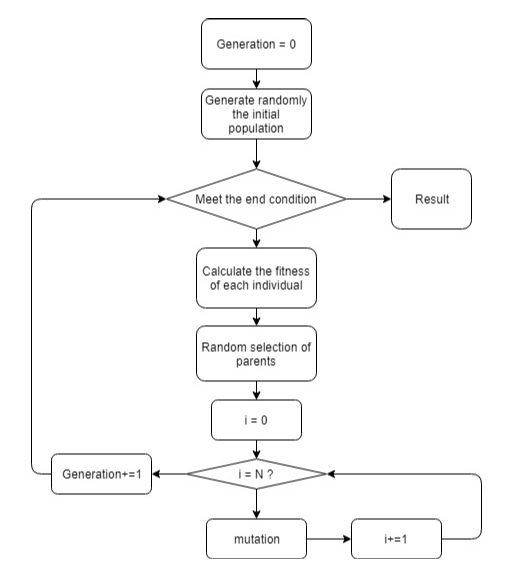 Generation = 0
Generate randomly
the initial
population
Meet the end condition
Result
Calculate the fitness
of each individual
Random selection of
parents
i = 0
Generation+=1
i = N ?
mutation
i+=1